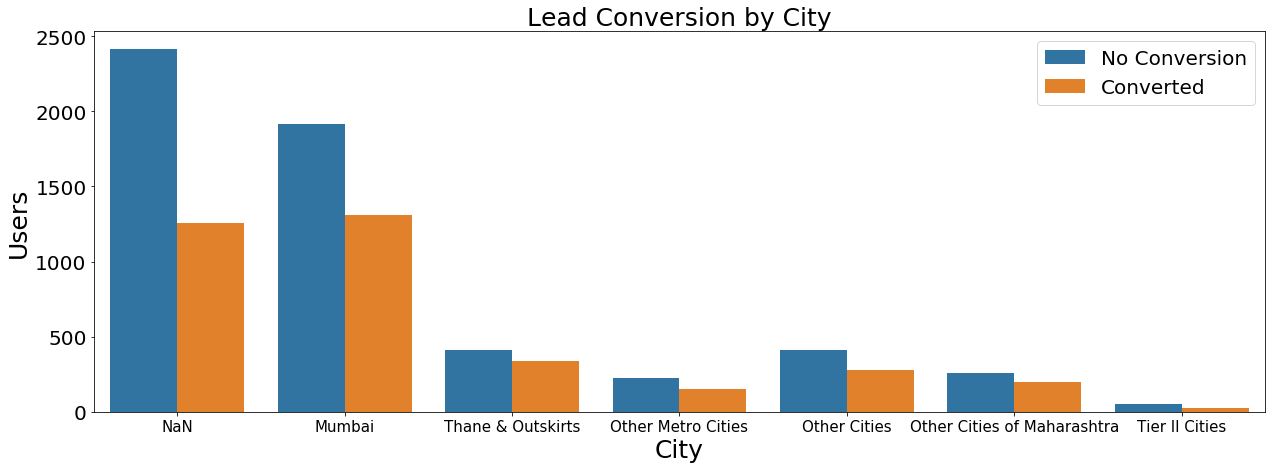 Lead Conversion by City
2500
2000
1500
1000
500
0
Users
No Conversion
Converted
NaN
Mumbai
Thane & Outskirts
Other Metro Cities
Other Cities
Other Cities of Maharashtra
Tier II Cities
City